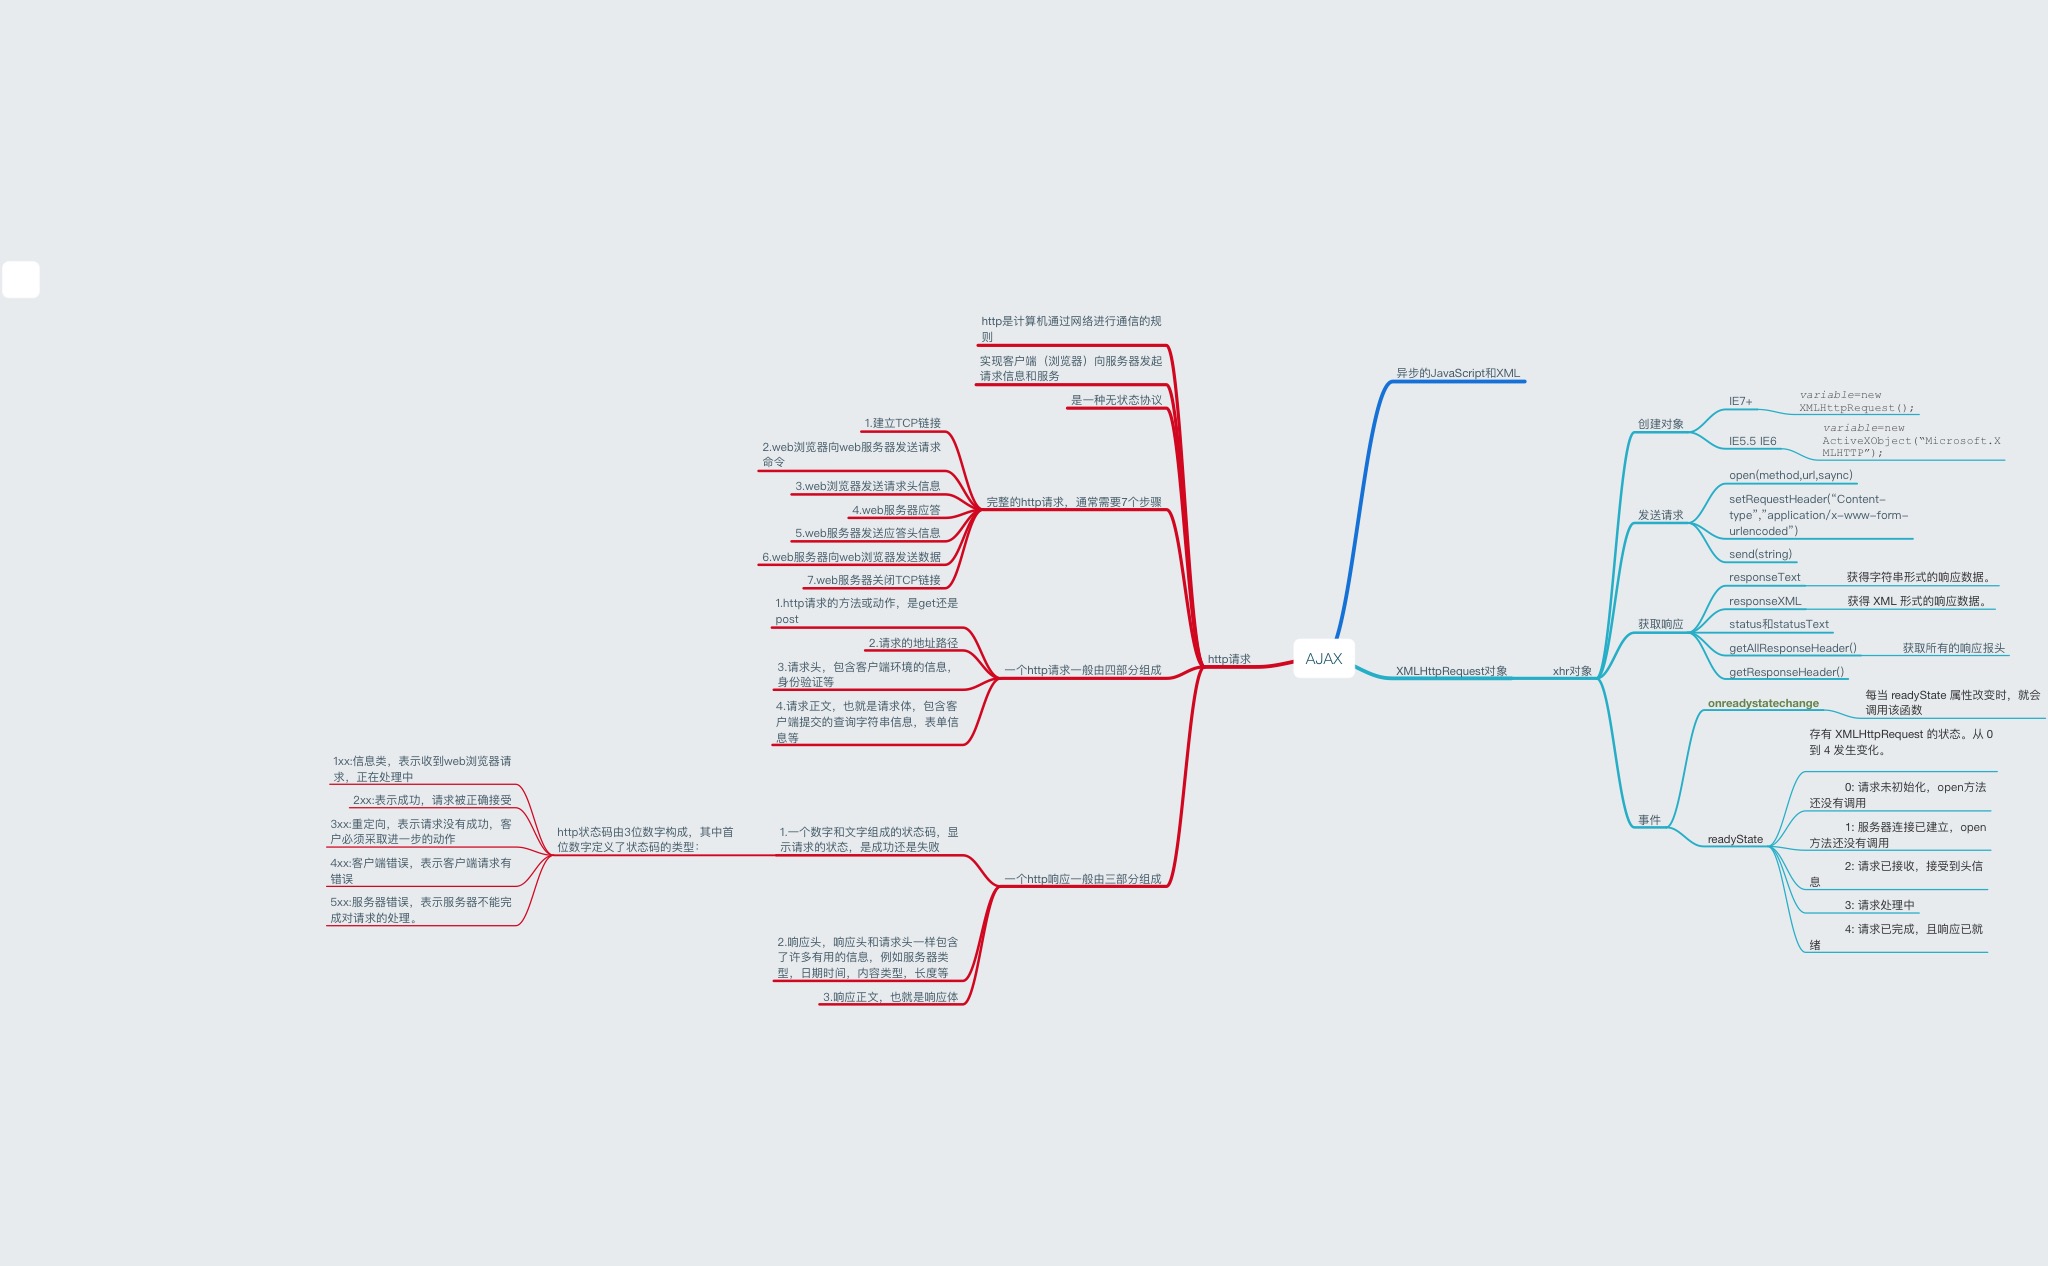 AJAX
异步的JavaScript和XML
XMLHttpRequest对象
xhr对象
创建对象
IE7+
variable=new
XMLHttpRequest();
IE5.5 IE6
variable=new
ActiveXObject(“Microsoft.X
MLHTTP”);
发送请求
open(method,url,saync)
setRequestHeader(“Content-
type”,”application/x-www-form-
urlencoded”)
send(string)
获取响应
responseText
获得字符串形式的响应数据。
responseXML
获得 XML 形式的响应数据。
status和statusText
getAllResponseHeader()
获取所有的响应报头
getResponseHeader()
事件
onreadystatechange
每当 readyState 属性改变时，就会
调用该函数
readyState
存有 XMLHttpRequest 的状态。从 0
到 4 发生变化。
0: 请求未初始化，open方法
还没有调用
1: 服务器连接已建立，open
方法还没有调用
2: 请求已接收，接受到头信
息
3: 请求处理中
4: 请求已完成，且响应已就
绪
http请求
http是计算机通过网络进行通信的规
则
实现客户端（浏览器）向服务器发起
请求信息和服务
是一种无状态协议
完整的http请求，通常需要7个步骤
1.建立TCP链接
2.web浏览器向web服务器发送请求
命令
3.web浏览器发送请求头信息
4.web服务器应答
5.web服务器发送应答头信息
6.web服务器向web浏览器发送数据
7.web服务器关闭TCP链接
一个http请求一般由四部分组成
1.http请求的方法或动作，是get还是
post
2.请求的地址路径
3.请求头，包含客户端环境的信息，
身份验证等
4.请求正文，也就是请求体，包含客
户端提交的查询字符串信息，表单信
息等
一个http响应一般由三部分组成
1.一个数字和文字组成的状态码，显
示请求的状态，是成功还是失败
http状态码由3位数字构成，其中首
位数字定义了状态码的类型：
1xx:信息类，表示收到web浏览器请
求，正在处理中
2xx:表示成功，请求被正确接受
3xx:重定向，表示请求没有成功，客
户必须采取进一步的动作
4xx:客户端错误，表示客户端请求有
错误
5xx:服务器错误，表示服务器不能完
成对请求的处理。
2.响应头，响应头和请求头一样包含
了许多有用的信息，例如服务器类
型，日期时间，内容类型，长度等
3.响应正文，也就是响应体